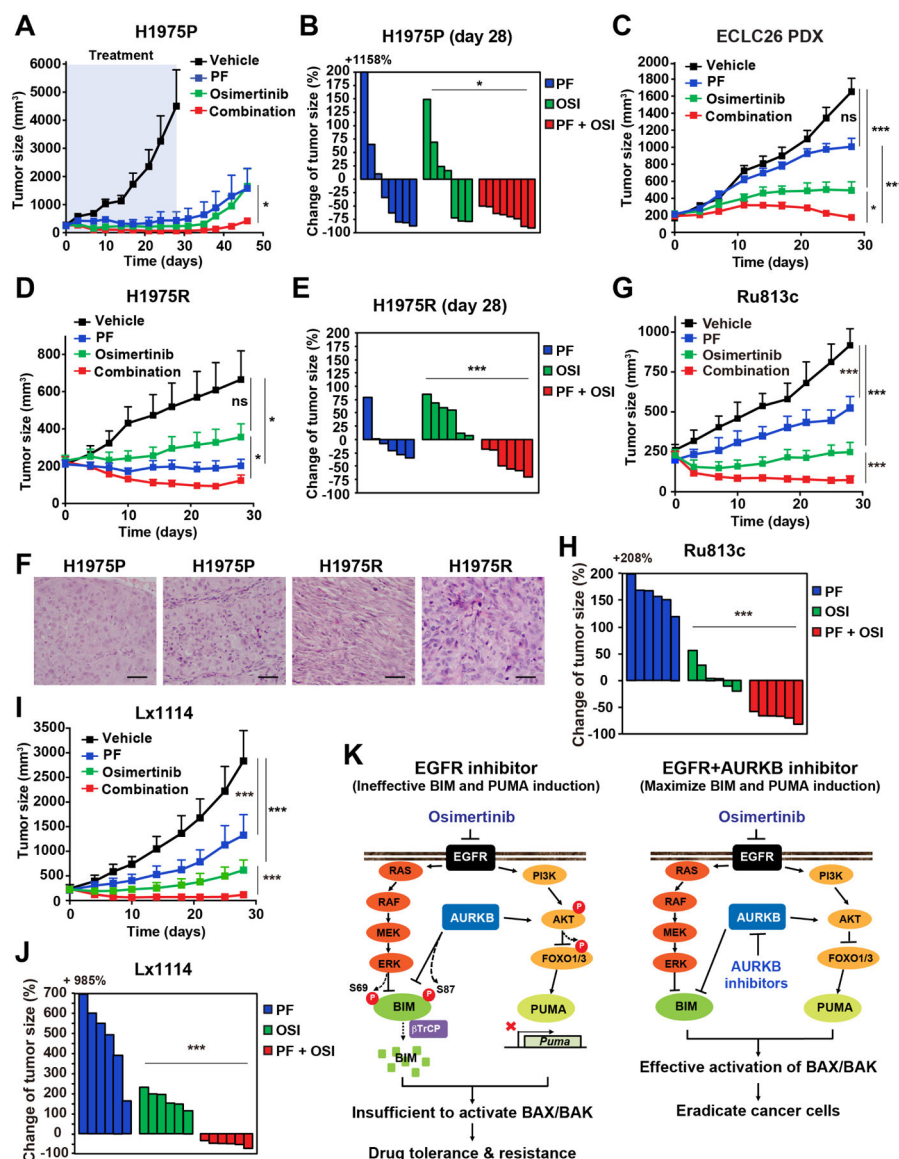 A
H1975P
Treatment
Vehicle
PF
Osimertinib
Combination
Tumor size (mm³)
6000
5000
4000
3000
2000
1000
0
0 10 20 30 40 50
Time (days)
*
B
H1975P (day 28)
+1158%
Change of tumor size (%)
200
175
150
125
100
75
50
25
0
-25
-50
-75
-100
*
PF
OSI
PF + OSI
C
ECLC26 PDX
Vehicle
PF
Osimertinib
Combination
Tumor size (mm³)
2000
1800
1600
1400
1200
1000
800
600
400
200
0
0 10 20 30
Time (days)
ns
***
*
D
H1975R
Vehicle
PF
Osimertinib
Combination
Tumor size (mm³)
800
600
400
200
0
0 10 20 30
Time (days)
ns
*
*
E
H1975R (day 28)
Change of tumor size (%)
200
175
150
125
100
75
50
25
0
-25
-50
-75
-100
***
PF
OSI
PF + OSI
G
Ru813c
Vehicle
PF
Osimertinib
Combination
Tumor size (mm³)
1000
750
500
250
0
0 10 20 30
Time (days)
***
***
***
F
H1975P H1975P H1975R H1975R
H
Ru813c
+208%
Change of tumor size (%)
200
150
100
50
0
-50
-100
***
PF
OSI
PF + OSI
I
Lx1114
Vehicle
PF
Osimertinib
Combination
Tumor size (mm³)
3500
3000
2500
2000
1500
1000
500
0
0 10 20 30
Time (days)
***
***
***
J
Lx1114
+ 985%
Change of tumor size (%)
700
600
500
400
300
200
100
0
-100
***
PF
OSI
PF + OSI
K
EGFR inhibitor
(Ineffective BIM and PUMA induction)
Osimertinib
EGFR
RAS PI3K
RAF
AURKB AKT P
MEK
P
ERK FOXO1/3
S69 S87
P P
BIM PUMA
βTrCP
BIM Puma
Insufficient to activate BAX/BAK
Drug tolerance & resistance
EGFR+AURKB inhibitor
(Maximize BIM and PUMA induction)
Osimertinib
EGFR
RAS PI3K
RAF
AURKB AKT
MEK
ERK FOXO1/3
AURKB
inhibitors
BIM PUMA
Effective activation of BAX/BAK
Eradicate cancer cells